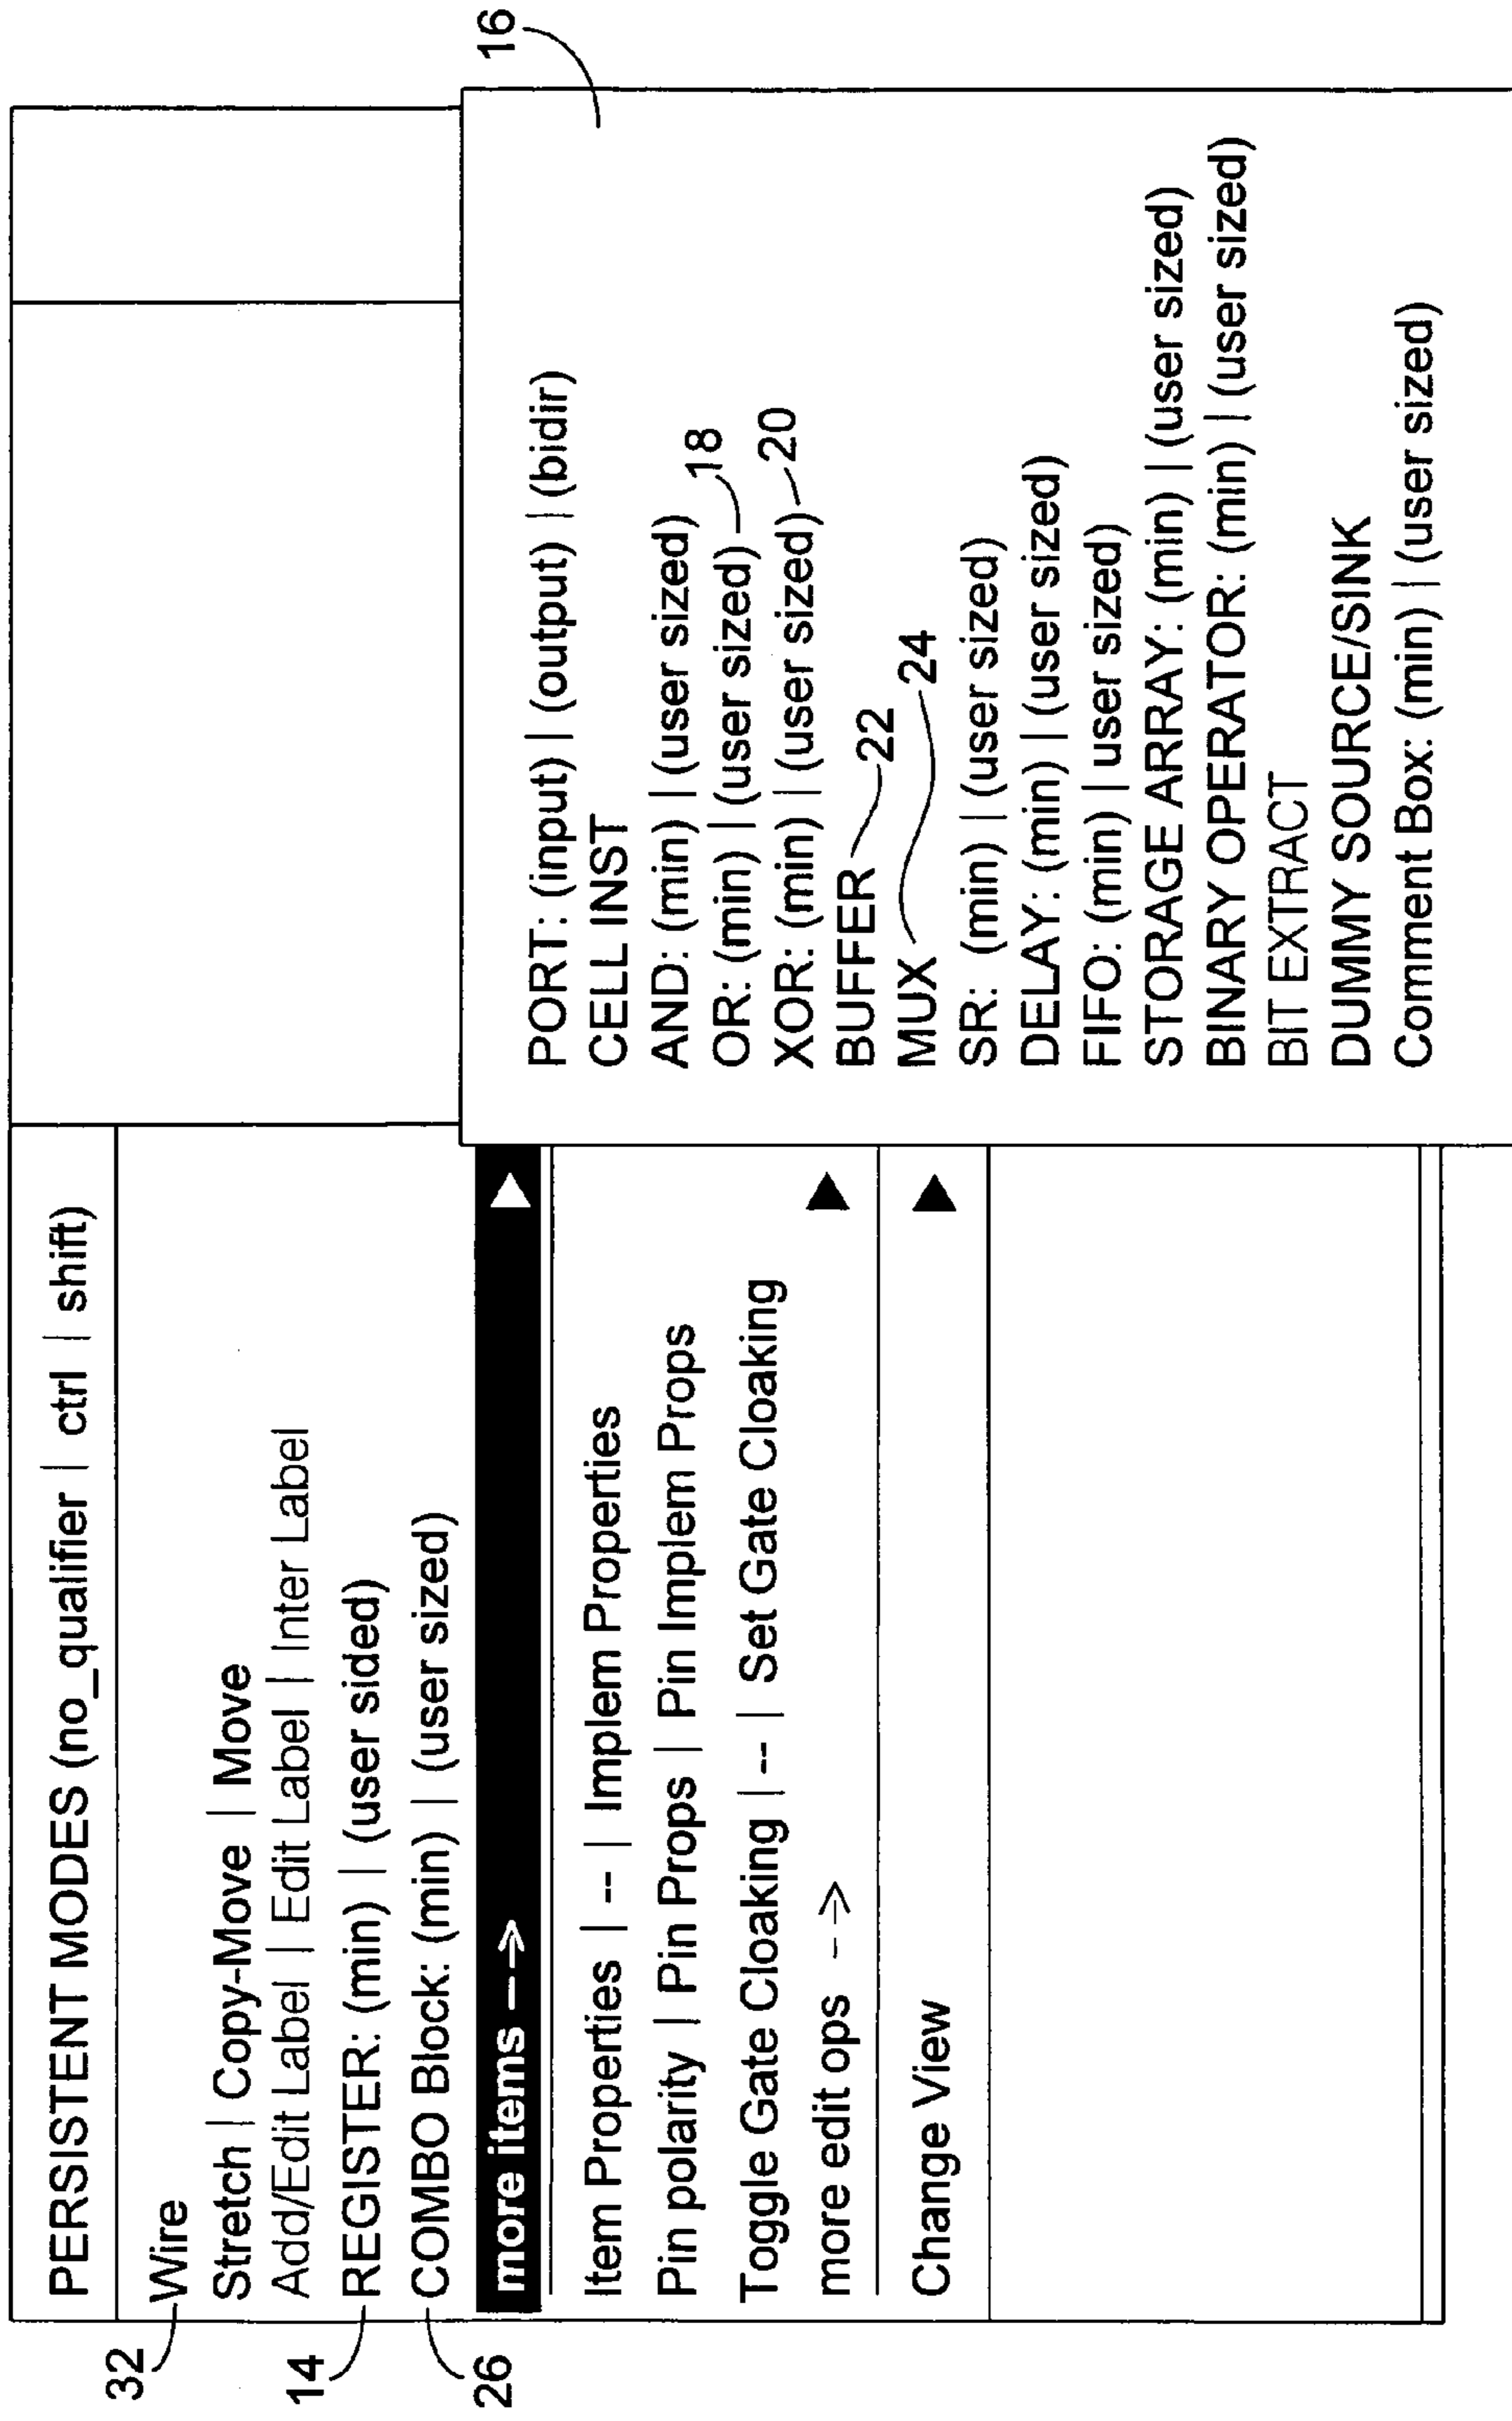 PERSISTENT MODES (no_qualifier | ctrl | shift)
32
Wire
Stretch | Copy-Move | Move
Add/Edit Label | Edit Label | Inter Label
14
REGISTER: (min) | (user sided)
26
COMBO Block: (min) | (user sized)
more items -->
Item Properties | -- | Implem Properties
Pin polarity | Pin Props | Pin Implem Props
Toggle Gate Cloaking | -- | Set Gate Cloaking
more edit ops -->
Change View
16
PORT: (input) | (output) | (bidir)
CELL INST
AND: (min) | (user sized)
OR: (min) | (user sized) 18
XOR: (min) | (user sized) 20
BUFFER 22
MUX 24
SR: (min) | (user sized)
DELAY: (min) | (user sized)
FIFO: (min) | user sized)
STORAGE ARRAY: (min) | (user sized)
BINARY OPERATOR: (min) | (user sized)
BIT EXTRACT
DUMMY SOURCE/SINK
Comment Box: (min) | (user sized)